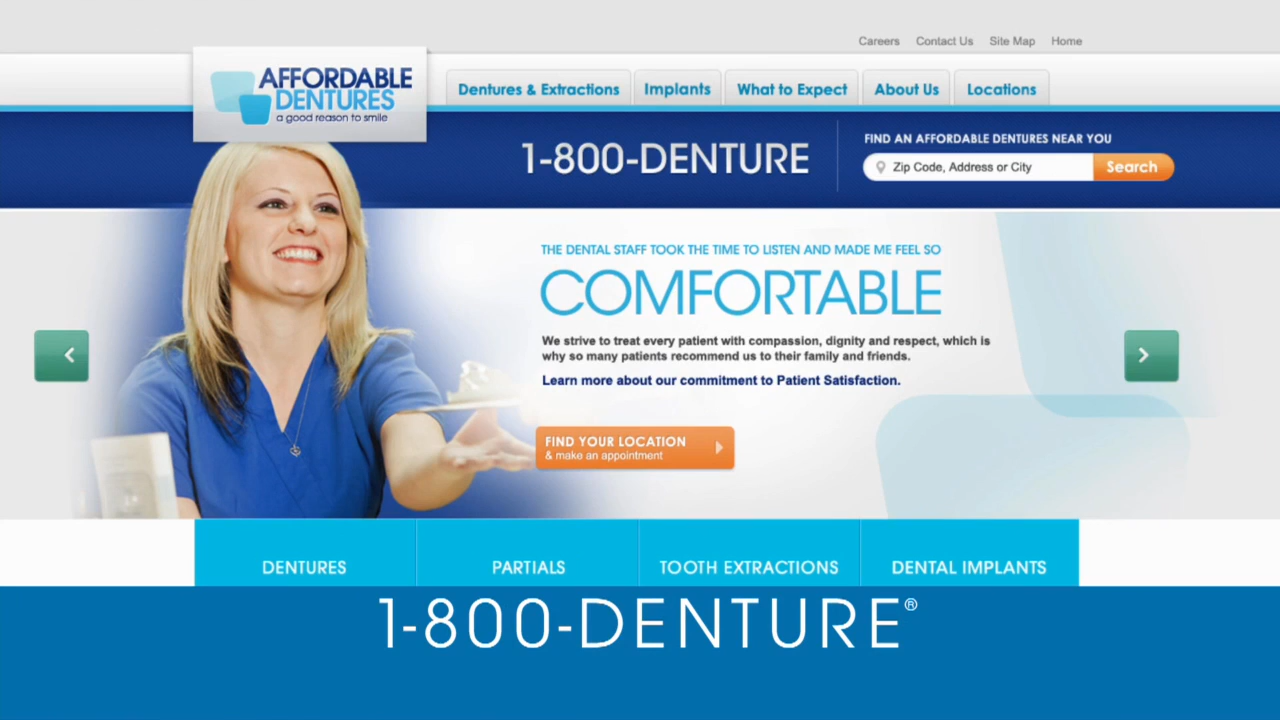 Careers Contact Us Site Map Home
AFFORDABLE
DENTURES
a good reason to smile
Dentures & Extractions Implants What to Expect About Us Locations
1-800-DENTURE
FIND AN AFFORDABLE DENTURES NEAR YOU
Zip Code, Address or City Search
THE DENTAL STAFF TOOK THE TIME TO LISTEN AND MADE ME FEEL SO
COMFORTABLE
We strive to treat every patient with compassion, dignity and respect, which is
why so many patients recommend us to their family and friends.
Learn more about our commitment to Patient Satisfaction.
FIND YOUR LOCATION
& make an appointment
DENTURES PARTIALS TOOTH EXTRACTIONS DENTAL IMPLANTS
1-800-DENTURE®